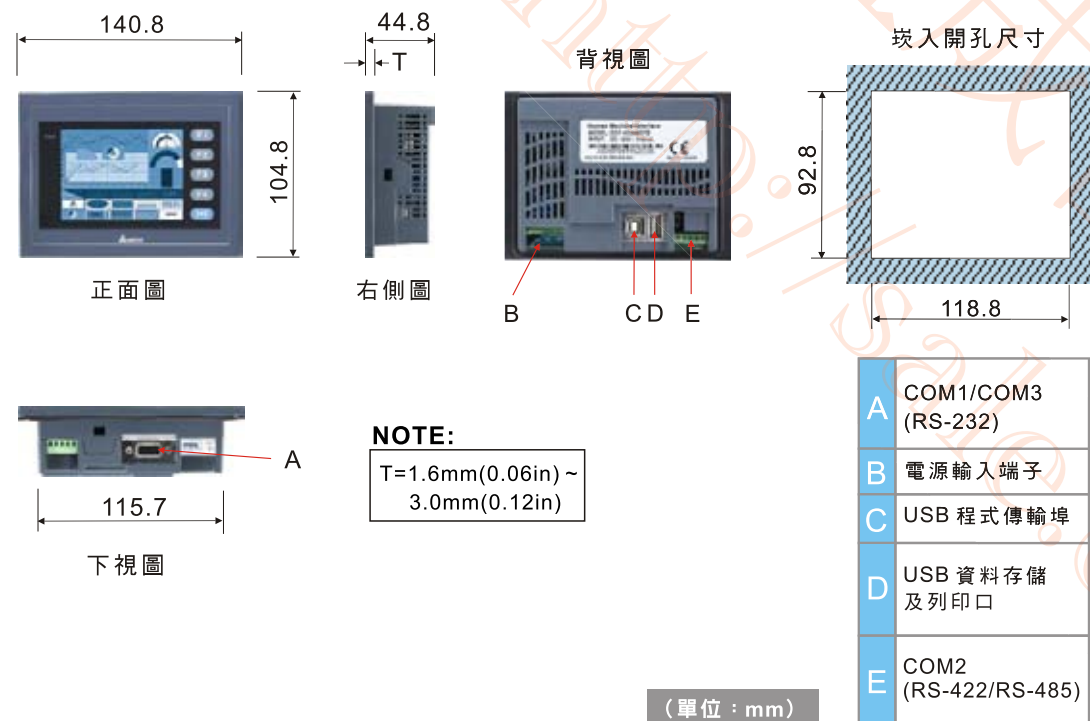 140.8
44.8
T
背視圖
崁入開孔尺寸
104.8
92.8
正面圖
右側圖
B
C D
E
118.8
A
115.7
下視圖
NOTE:
T=1.6mm(0.06in) ~
3.0mm(0.12in)
A
COM1/COM3
(RS-232)
B
電源輸入端子
C
USB 程式傳輸埠
D
USB 資料存儲
及列印口
E
COM2
(RS-422/RS-485)
(單位：mm)